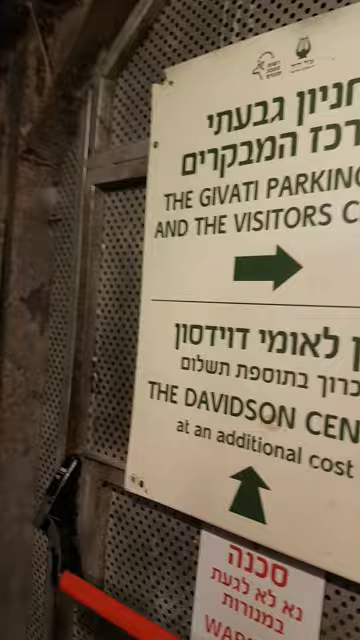 חניון גבעתי
רכז המבקרים
THE GIVATI PARKING
AND THE VISITORS C
ן לאומי דוידסון
כרוך בתוספת תשלום
THE DAVIDSON CEN
at an additional cost
סכנה
נא לא לגעת
במנורות
WAR